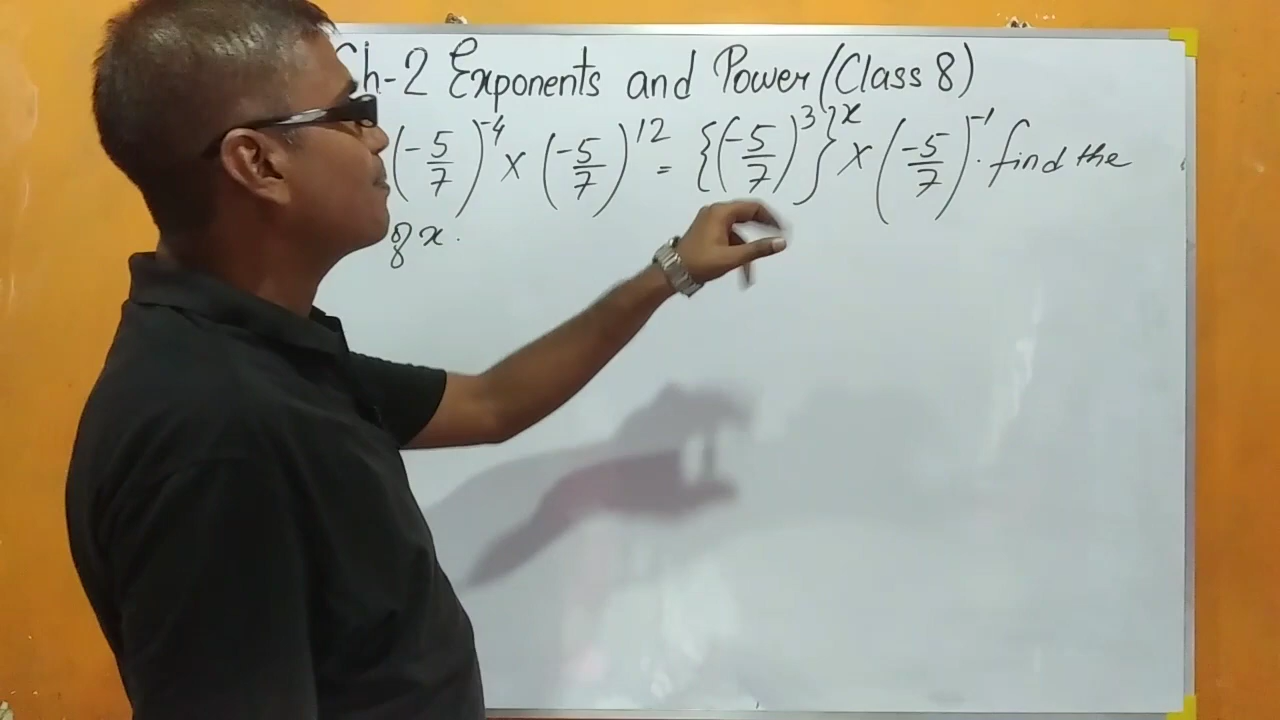 Ch-2 Exponents and Power (Class 8)
(-5/7)^-4 × (-5/7)^12 = {(-5/7)^3}^x × (-5/7)^-1. find the
of x.